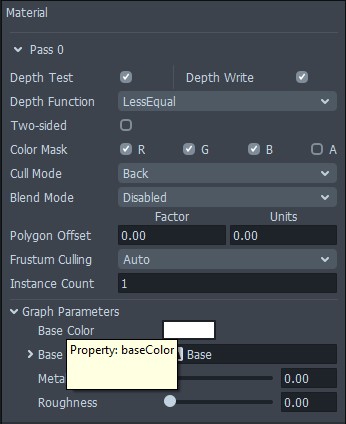 Material
Pass 0
Depth Test Depth Write
Depth Function LessEqual
Two-sided
Color Mask R G B A
Cull Mode Back
Blend Mode Disabled
Factor Units
Polygon Offset 0.00 0.00
Frustum Culling Auto
Instance Count 1
Graph Parameters
Base Color
Property: baseColor
Base Base
Meta 0.00
Roughness 0.00